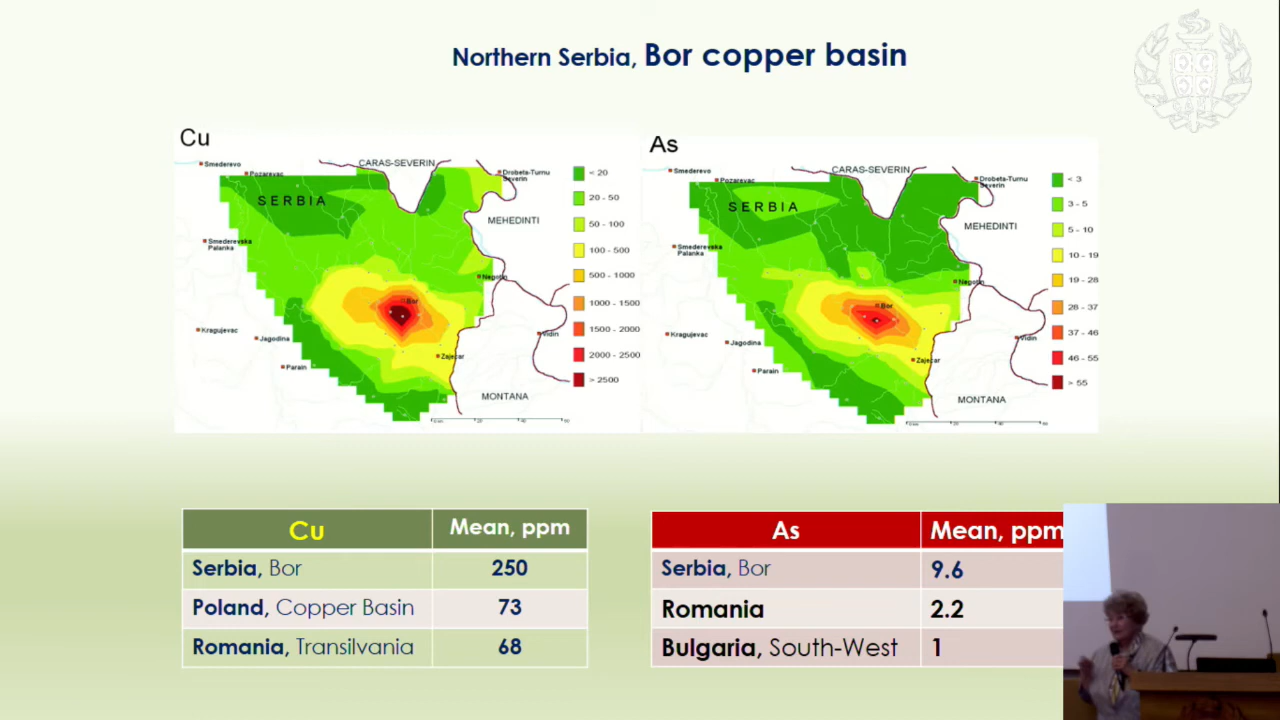 Northern Serbia, Bor copper basin
Cu
Smederevo
Pozarevac
CARAS-SEVERIN
Drobeta-Turnu
Severin
SERBIA
MEHEDINTI
Smederevska
Palanka
Negotin
Bor
Kragujevac
Jagodina
Vidin
Parain
Zajecar
MONTANA
< 20
20 - 50
50 - 100
100 - 500
500 - 1000
1000 - 1500
1500 - 2000
2000 - 2500
> 2500
As
Smederevo
Pozarevac
CARAS-SEVERIN
Drobeta-Turnu
Severin
SERBIA
MEHEDINTI
Smederevska
Palanka
Negotin
Bor
Kragujevac
Jagodina
Vidin
Parain
Zajecar
MONTANA
< 3
3 - 5
5 - 10
10 - 19
19 - 28
28 - 37
37 - 46
46 - 55
> 55
Cu Mean, ppm
Serbia, Bor 250
Poland, Copper Basin 73
Romania, Transilvania 68
As Mean, ppm
Serbia, Bor 9.6
Romania 2.2
Bulgaria, South-West 1